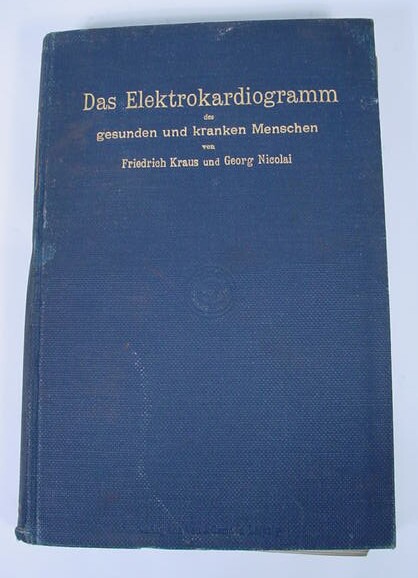 Das Elektrokardiogramm
des
gesunden und kranken Menschen
von
Friedrich Kraus und Georg Nicolai